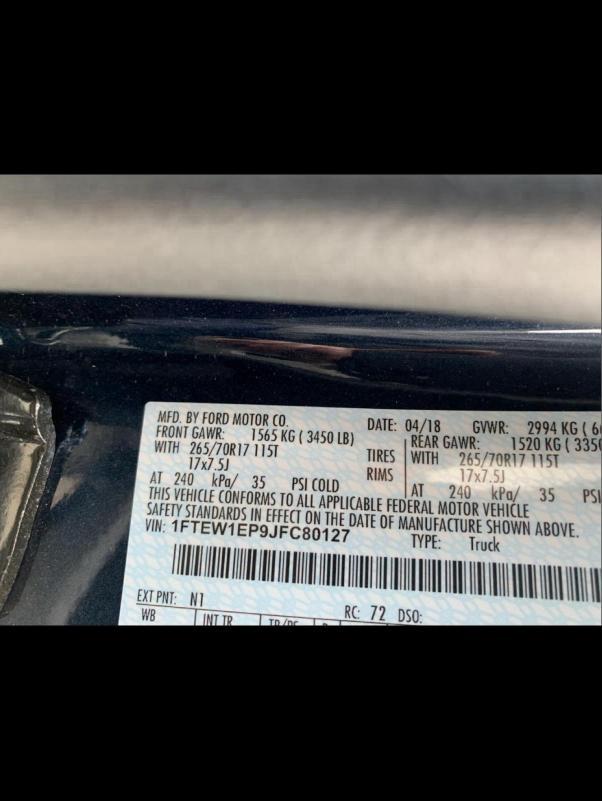 MFD. BY FORD MOTOR CO. DATE: 04/18 GVWR: 2994 KG (
FRONT GAWR: 1565 KG ( 3450 LB) REAR GAWR: 1520 KG ( 335
WITH 265/70R17 115T TIRES WITH 265/70R17 115T
17x7.5J RIMS 17x7.5J
AT 240 kPa/ 35 PSI COLD AT 240 kPa/ 35 PSI
THIS VEHICLE CONFORMS TO ALL APPLICABLE FEDERAL MOTOR VEHICLE
SAFETY STANDARDS IN EFFECT ON THE DATE OF MANUFACTURE SHOWN ABOVE.
VIN: 1FTEW1EP9JFC80127 TYPE: Truck
EXT PNT: N1 RC: 72 DSO:
WB INT TR